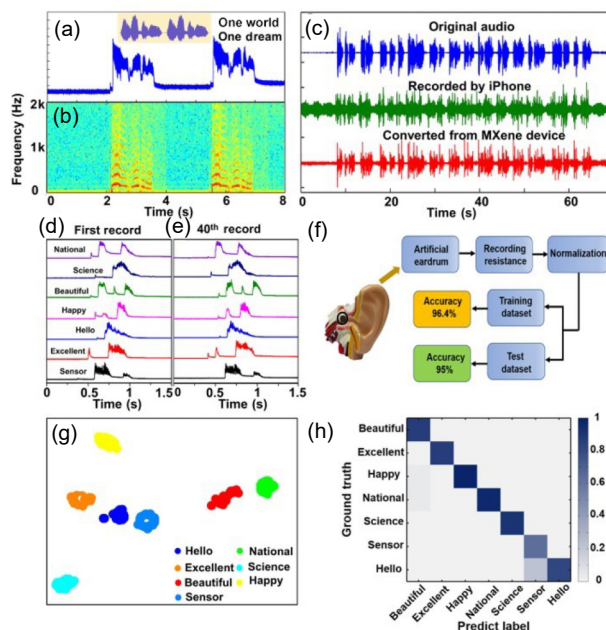 (a)
One world
One dream
(b)
Frequency (Hz)
2k
1k
0
0 2 4 6 8
Time (s)
(c)
Original audio
Recorded by iPhone
Converted from MXene device
0 20 40 60
Time (s)
(d) First record
(e) 40th record
National
Science
Beautiful
Happy
Hello
Excellent
Sensor
0 0.5 1 1.5
Time (s)
0 0.5 1 1.5
Time (s)
(f)
Artificial
eardrum
Recording
resistance
Normalization
Accuracy
96.4%
Training
dataset
Accuracy
95%
Test
dataset
(g)
Hello
Excellent
Beautiful
Sensor
National
Science
Happy
(h)
Ground truth
Beautiful
Excellent
Happy
National
Science
Sensor
Hello
Beautiful
Excellent
Happy
National
Science
Sensor
Hello
Predict label
1
0.8
0.6
0.4
0.2
0